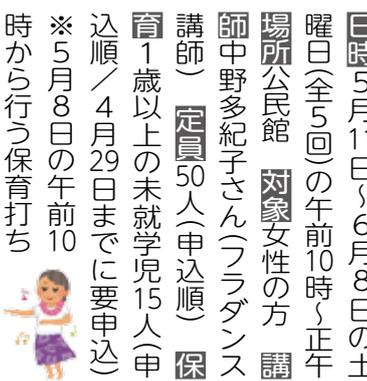 日時５月11日～６月８日の土
曜日(全５回)の午前10時～正午
場所公民館　対象女性の方　講
師中野多紀子さん(フラダンス
講師)　定員50人(申込順)　保
育１歳以上の未就学児15人(申
込順／４月29日までに要申込)
※５月８日の午前10
時から行う保育打ち